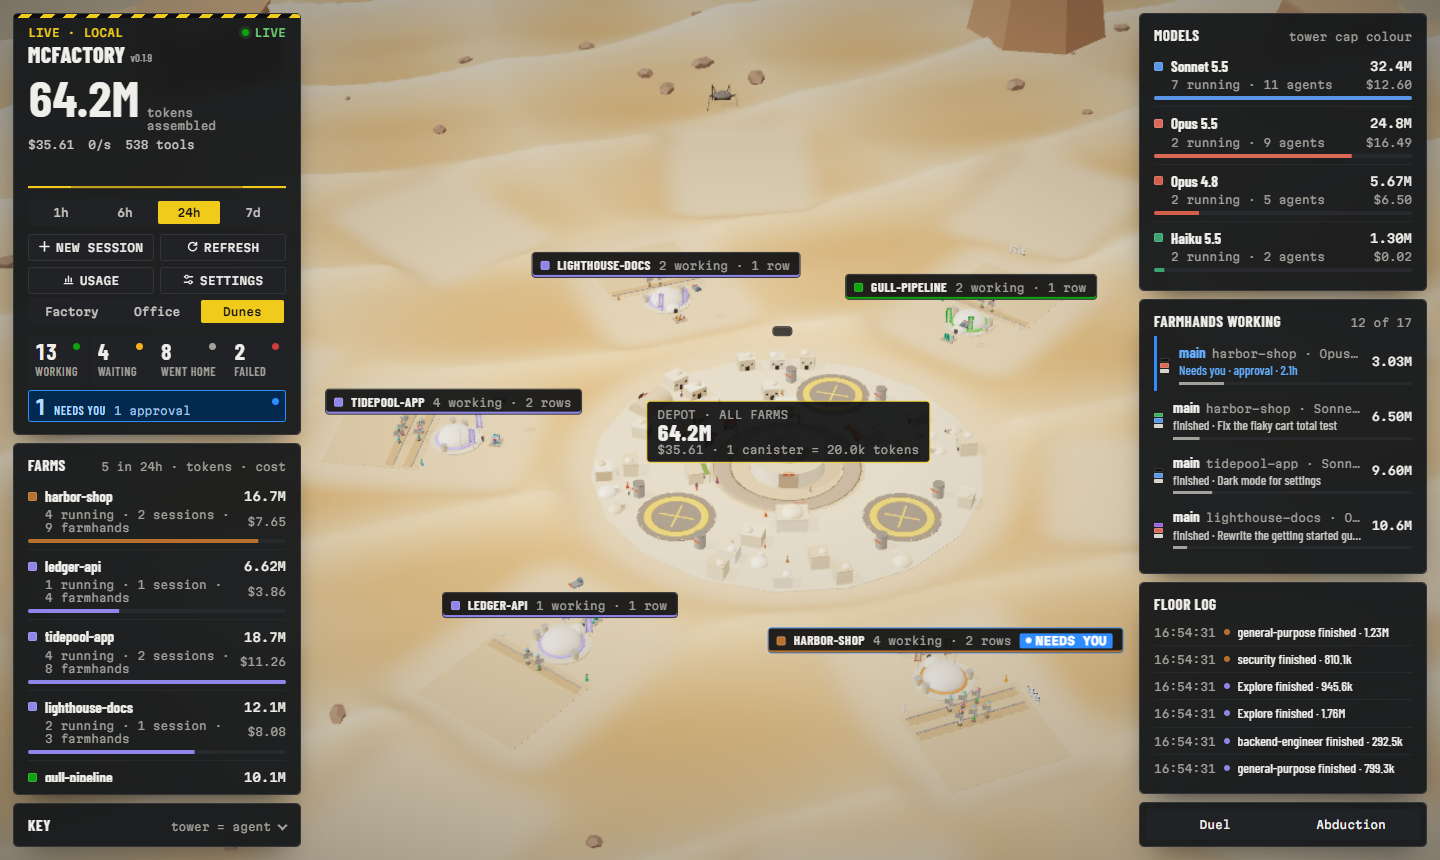 LIVE · LOCAL
LIVE
MCFACTORY v0.1.9
64.2M tokens assembled
$35.61 0/s 538 tools
1h 6h 24h 7d
NEW SESSION
REFRESH
USAGE
SETTINGS
Factory Office Dunes
13 4 8 2
WORKING WAITING WENT HOME FAILED
1 NEEDS YOU 1 approval
FARMS 5 in 24h · tokens · cost
harbor-shop 16.7M
4 running · 2 sessions ·
9 farmhands
$7.65
ledger-api 6.62M
1 running · 1 session ·
4 farmhands
$3.86
tidepool-app 18.7M
4 running · 2 sessions ·
8 farmhands
$11.26
lighthouse-docs 12.1M
2 running · 1 session ·
3 farmhands
$8.08
gull-pipeline 10.1M
KEY tower = agent
LIGHTHOUSE-DOCS 2 working · 1 row
GULL-PIPELINE 2 working · 1 row
TIDEPOOL-APP 4 working · 2 rows
DEPOT · ALL FARMS
64.2M
$35.61 · 1 canister = 20.0k tokens
LEDGER-API 1 working · 1 row
HARBOR-SHOP 4 working · 2 rows NEEDS YOU
MODELS tower cap colour
Sonnet 5.5 32.4M
7 running · 11 agents $12.60
Opus 5.5 24.8M
2 running · 9 agents $16.49
Opus 4.8 5.67M
2 running · 5 agents $6.50
Haiku 5.5 1.30M
2 running · 2 agents $0.02
FARMHANDS WORKING 12 of 17
main harbor-shop · Opus… 3.03M
Needs you · approval · 2.1h
main harbor-shop · Sonne… 6.50M
finished · Fix the flaky cart total test
main tidepool-app · Sonn… 9.60M
finished · Dark mode for settings
main lighthouse-docs · O… 10.6M
finished · Rewrite the getting started gu…
FLOOR LOG
16:54:31 general-purpose finished · 1.23M
16:54:31 security finished · 810.1k
16:54:31 Explore finished · 945.6k
16:54:31 Explore finished · 1.76M
16:54:31 backend-engineer finished · 292.5k
16:54:31 general-purpose finished · 799.3k
Duel Abduction